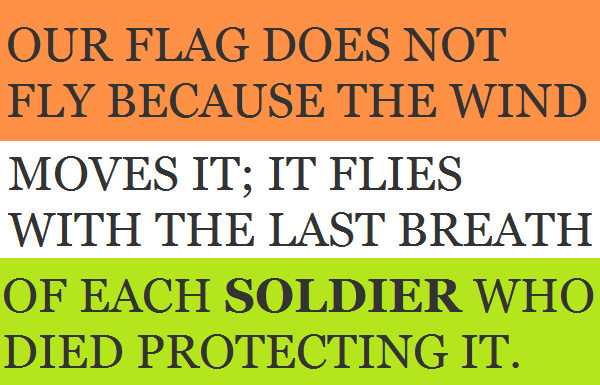 OUR FLAG DOES NOT
FLY BECAUSE THE WIND
MOVES IT; IT FLIES
WITH THE LAST BREATH
OF EACH SOLDIER WHO
DIED PROTECTING IT.